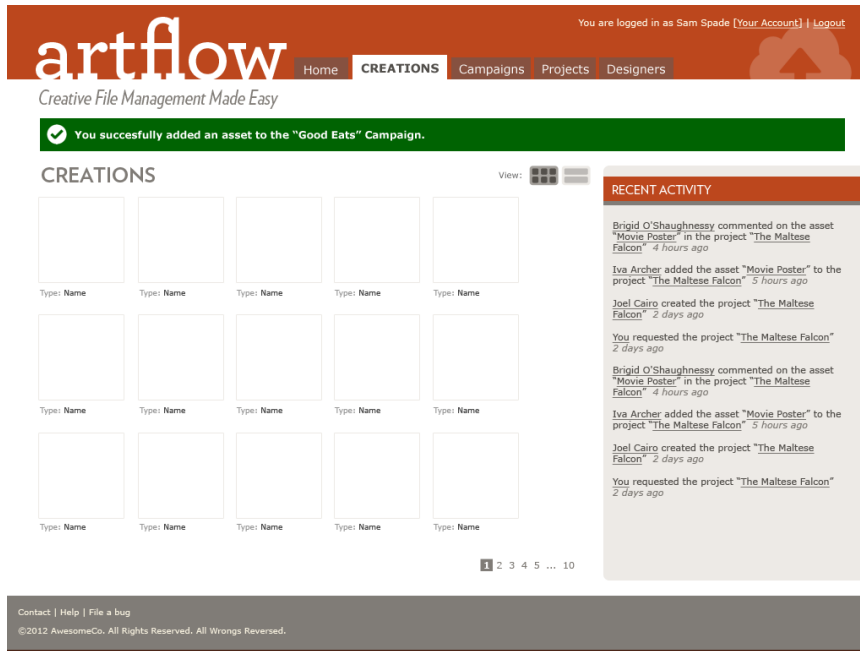 You are logged in as Sam Spade [Your Account] | Logout
artflow
Home CREATIONS Campaigns Projects Designers
Creative File Management Made Easy
You succesfully added an asset to the “Good Eats” Campaign.
CREATIONS
View:
Type: Name Type: Name Type: Name Type: Name Type: Name
Type: Name Type: Name Type: Name Type: Name Type: Name
Type: Name Type: Name Type: Name Type: Name Type: Name
1 2 3 4 5 ... 10
RECENT ACTIVITY
Brigid O'Shaughnessy commented on the asset
“Movie Poster” in the project “The Maltese
Falcon” 4 hours ago
Iva Archer added the asset “Movie Poster” to the
project “The Maltese Falcon” 5 hours ago
Joel Cairo created the project “The Maltese
Falcon” 2 days ago
You requested the project “The Maltese Falcon”
2 days ago
Brigid O'Shaughnessy commented on the asset
“Movie Poster” in the project “The Maltese
Falcon” 4 hours ago
Iva Archer added the asset “Movie Poster” to the
project “The Maltese Falcon” 5 hours ago
Joel Cairo created the project “The Maltese
Falcon” 2 days ago
You requested the project “The Maltese Falcon”
2 days ago
Contact | Help | File a bug
©2012 AwesomeCo. All Rights Reserved. All Wrongs Reversed.